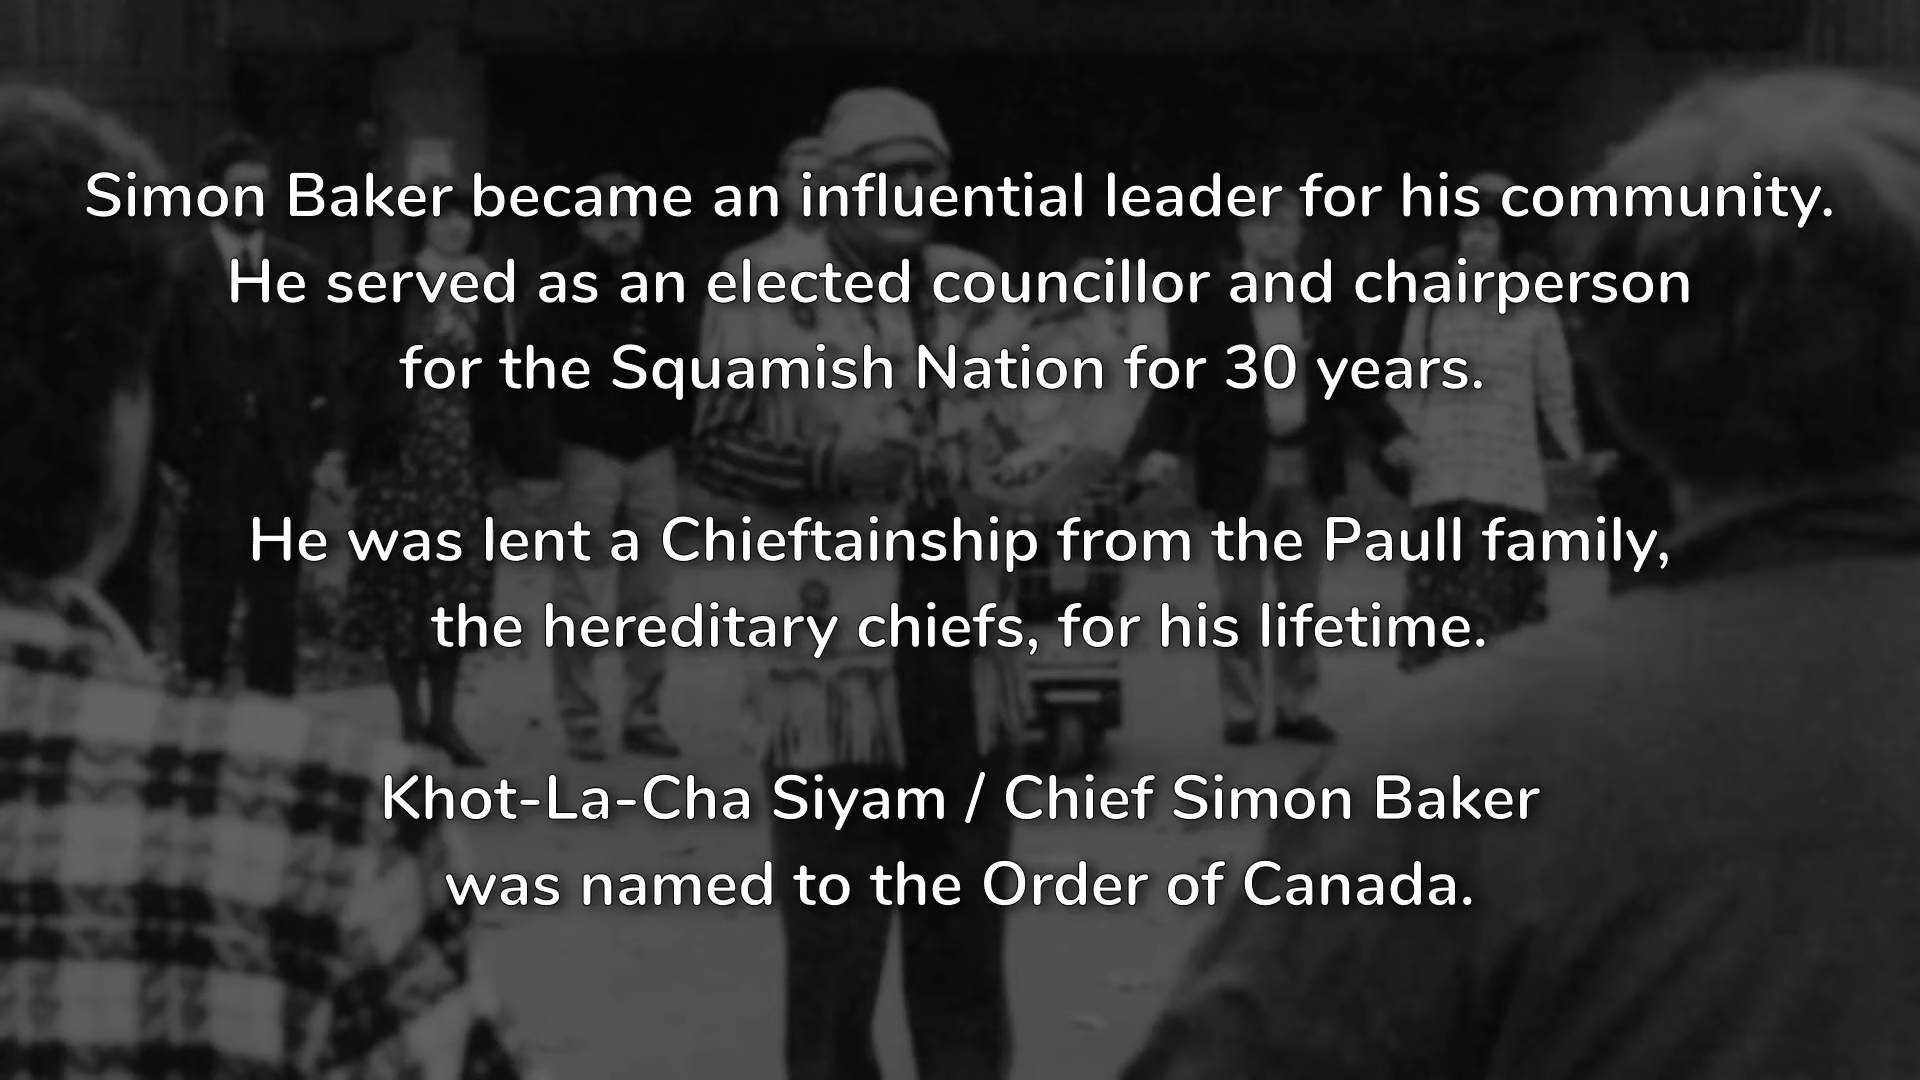 Simon Baker became an influential leader for his community.
He served as an elected councillor and chairperson
for the Squamish Nation for 30 years.
He was lent a Chieftainship from the Paull family,
the hereditary chiefs, for his lifetime.
Khot-La-Cha Siyam / Chief Simon Baker
was named to the Order of Canada.